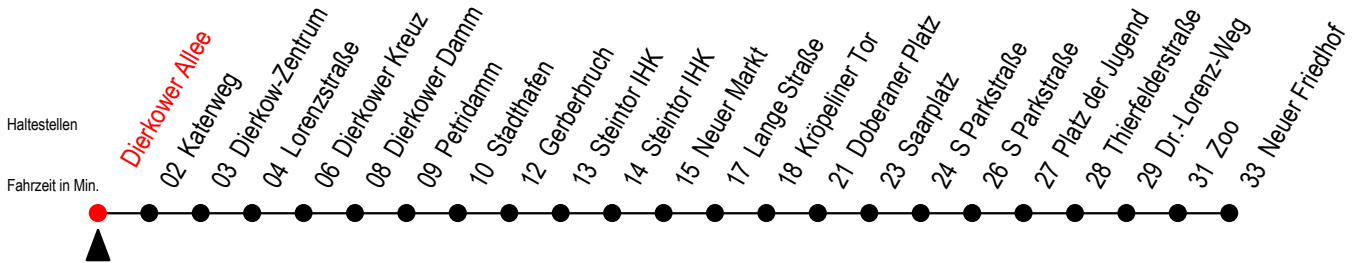 Haltestellen
Fahrzeit in Min.
Dierkower Allee
02 Katerweg
03 Dierkow-Zentrum
04 Lorenzstraße
06 Dierkower Kreuz
08 Dierkower Damm
09 Petridamm
10 Stadthafen
12 Gerberbruch
13 Steintor IHK
14 Steintor IHK
15 Neuer Markt
17 Lange Straße
18 Kröpeliner Tor
21 Doberaner Platz
23 Saarplatz
24 S Parkstraße
26 S Parkstraße
27 Platz der Jugend
28 Thierfelderstraße
29 Dr.-Lorenz-Weg
31 Zoo
33 Neuer Friedhof